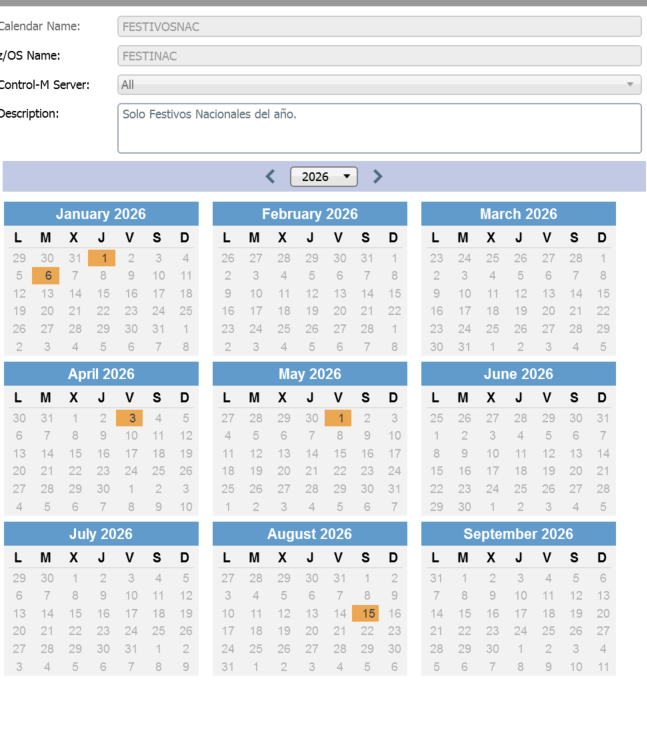 Calendar Name: FESTIVOSNAC
z/OS Name: FESTINAC
Control-M Server: All
Description: Solo Festivos Nacionales del año.
2026
January 2026 February 2026 March 2026
L M X J V S D L M X J V S D L M X J V S D
29 30 31 1 2 3 4 26 27 28 29 30 31 1 23 24 25 26 27 28 1
5 6 7 8 9 10 11 2 3 4 5 6 7 8 2 3 4 5 6 7 8
12 13 14 15 16 17 18 9 10 11 12 13 14 15 9 10 11 12 13 14 15
19 20 21 22 23 24 25 16 17 18 19 20 21 22 16 17 18 19 20 21 22
26 27 28 29 30 31 1 23 24 25 26 27 28 1 23 24 25 26 27 28 29
2 3 4 5 6 7 8 2 3 4 5 6 7 8 30 31 1 2 3 4 5
April 2026 May 2026 June 2026
L M X J V S D L M X J V S D L M X J V S D
30 31 1 2 3 4 5 27 28 29 30 1 2 3 25 26 27 28 29 30 31
6 7 8 9 10 11 12 4 5 6 7 8 9 10 1 2 3 4 5 6 7
13 14 15 16 17 18 19 11 12 13 14 15 16 17 8 9 10 11 12 13 14
20 21 22 23 24 25 26 18 19 20 21 22 23 24 15 16 17 18 19 20 21
27 28 29 30 1 2 3 25 26 27 28 29 30 31 22 23 24 25 26 27 28
4 5 6 7 8 9 10 1 2 3 4 5 6 7 29 30 1 2 3 4 5
July 2026 August 2026 September 2026
L M X J V S D L M X J V S D L M X J V S D
29 30 1 2 3 4 5 27 28 29 30 31 1 2 31 1 2 3 4 5 6
6 7 8 9 10 11 12 3 4 5 6 7 8 9 7 8 9 10 11 12 13
13 14 15 16 17 18 19 10 11 12 13 14 15 16 14 15 16 17 18 19 20
20 21 22 23 24 25 26 17 18 19 20 21 22 23 21 22 23 24 25 26 27
27 28 29 30 31 1 2 24 25 26 27 28 29 30 28 29 30 1 2 3 4
3 4 5 6 7 8 9 31 1 2 3 4 5 6 5 6 7 8 9 10 11